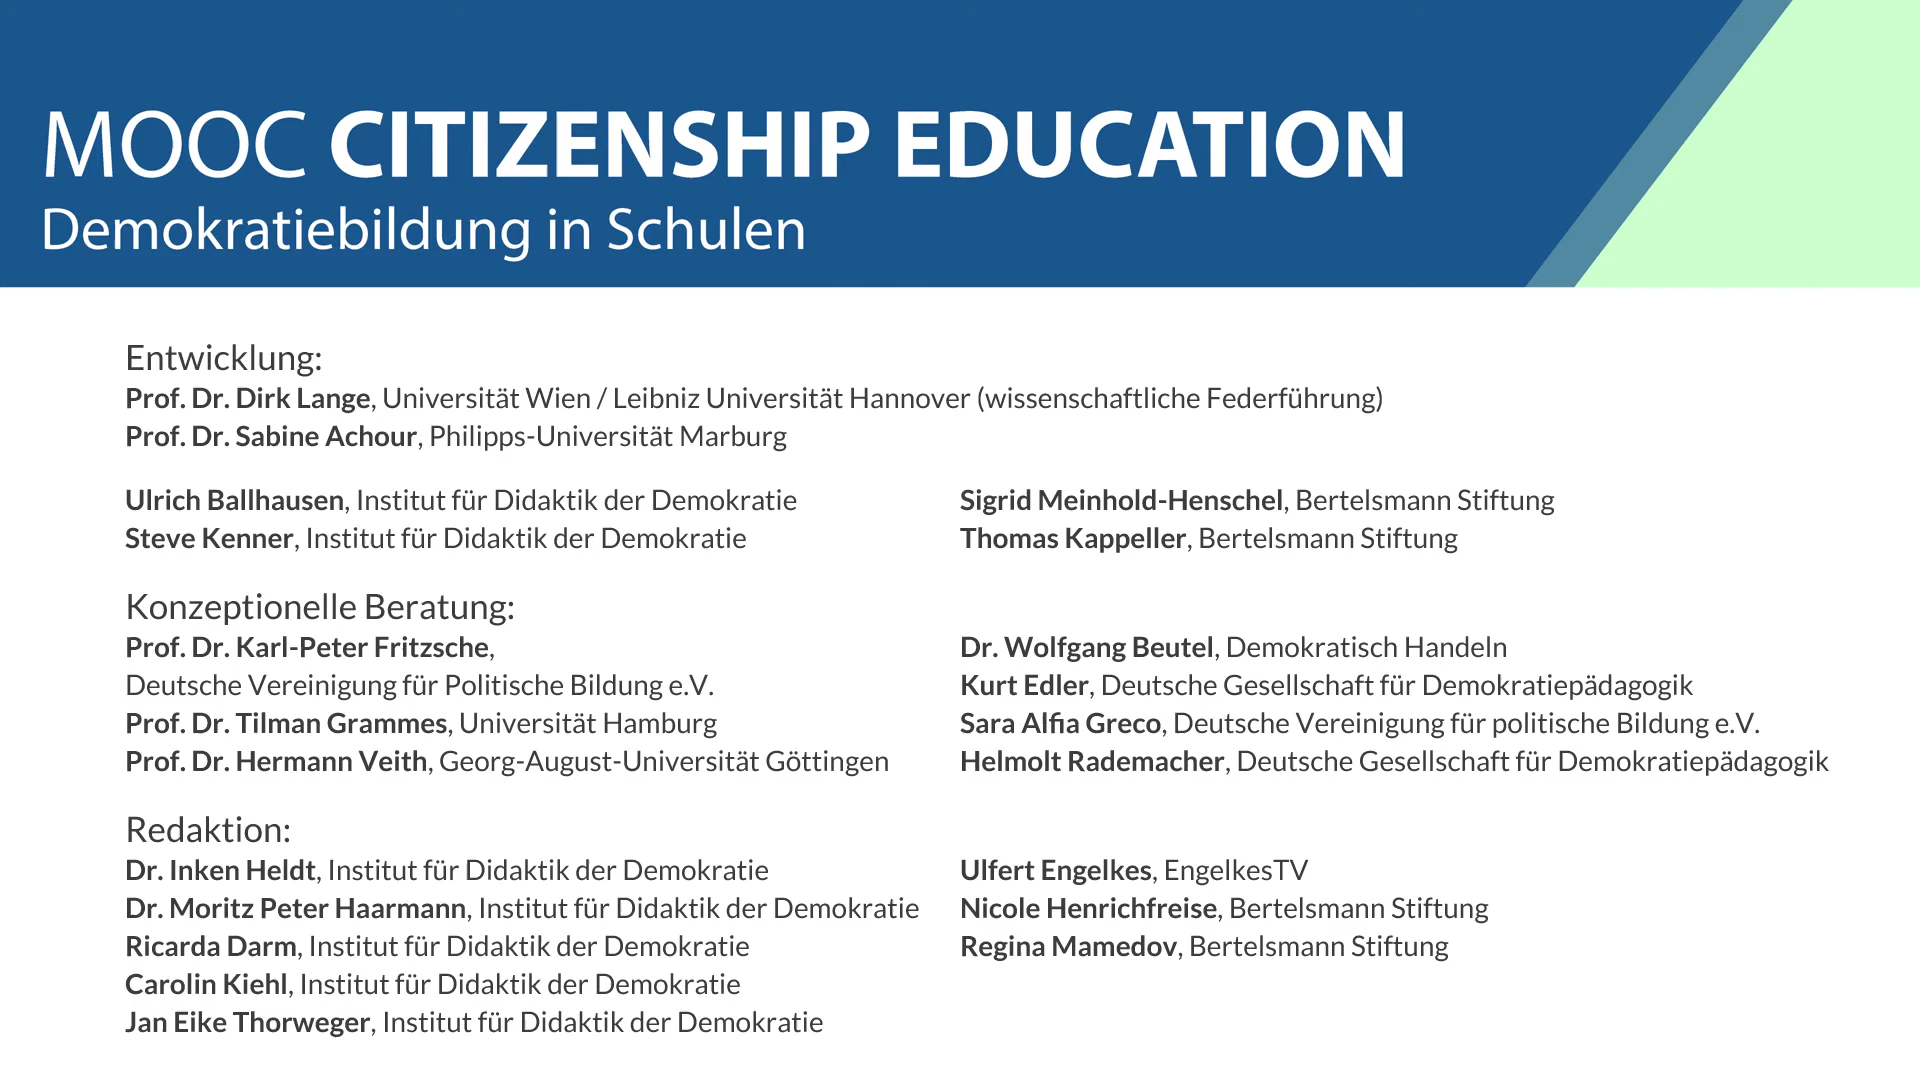 MOOC CITIZENSHIP EDUCATION
Demokratiebildung in Schulen
Entwicklung:
Prof. Dr. Dirk Lange, Universität Wien / Leibniz Universität Hannover (wissenschaftliche Federführung)
Prof. Dr. Sabine Achour, Philipps-Universität Marburg
Ulrich Ballhausen, Institut für Didaktik der Demokratie
Steve Kenner, Institut für Didaktik der Demokratie
Sigrid Meinhold-Henschel, Bertelsmann Stiftung
Thomas Kappeller, Bertelsmann Stiftung
Konzeptionelle Beratung:
Prof. Dr. Karl-Peter Fritzsche,
Deutsche Vereinigung für Politische Bildung e.V.
Prof. Dr. Tilman Grammes, Universität Hamburg
Prof. Dr. Hermann Veith, Georg-August-Universität Göttingen
Dr. Wolfgang Beutel, Demokratisch Handeln
Kurt Edler, Deutsche Gesellschaft für Demokratiepädagogik
Sara Alfia Greco, Deutsche Vereinigung für politische Bildung e.V.
Helmolt Rademacher, Deutsche Gesellschaft für Demokratiepädagogik
Redaktion:
Dr. Inken Heldt, Institut für Didaktik der Demokratie
Dr. Moritz Peter Haarmann, Institut für Didaktik der Demokratie
Ricarda Darm, Institut für Didaktik der Demokratie
Carolin Kiehl, Institut für Didaktik der Demokratie
Jan Eike Thorweger, Institut für Didaktik der Demokratie
Ulfert Engelkes, EngelkesTV
Nicole Henrichfreise, Bertelsmann Stiftung
Regina Mamedov, Bertelsmann Stiftung